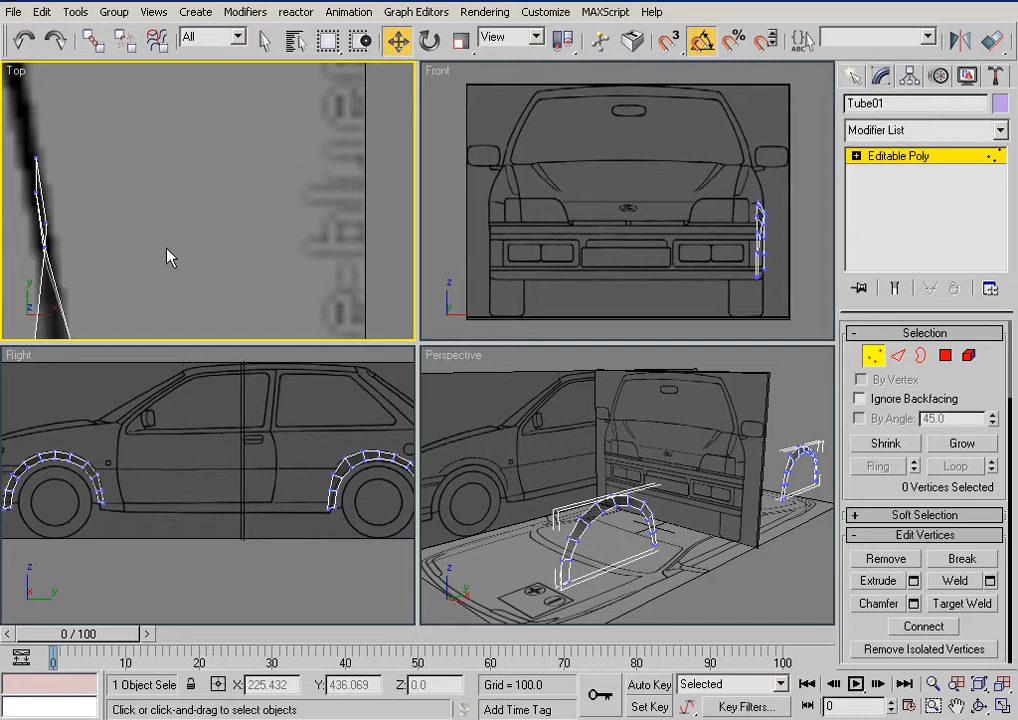 File Edit Tools Group Views Create Modifiers reactor Animation Graph Editors Rendering Customize MAXScript Help
All View 3 ABC
Top Front
Tube01
Modifier List
Editable Poly
z y x
z
Right Perspective
Selection
By Vertex
Ignore Backfacing
By Angle: 45.0
Shrink Grow
Ring Loop
0 Vertices Selected
Soft Selection
Edit Vertices
Remove Break
Extrude Weld
Chamfer Target Weld
Connect
Remove Isolated Vertices
0 / 100
0 10 20 30 40 50 60 70 80 90 100
1 Object Sele X: 225.432 Y: 436.069 Z: 0.0 Grid = 100.0 Auto Key Selected
Click or click-and-drag to select objects Add Time Tag Set Key Key Filters... 0